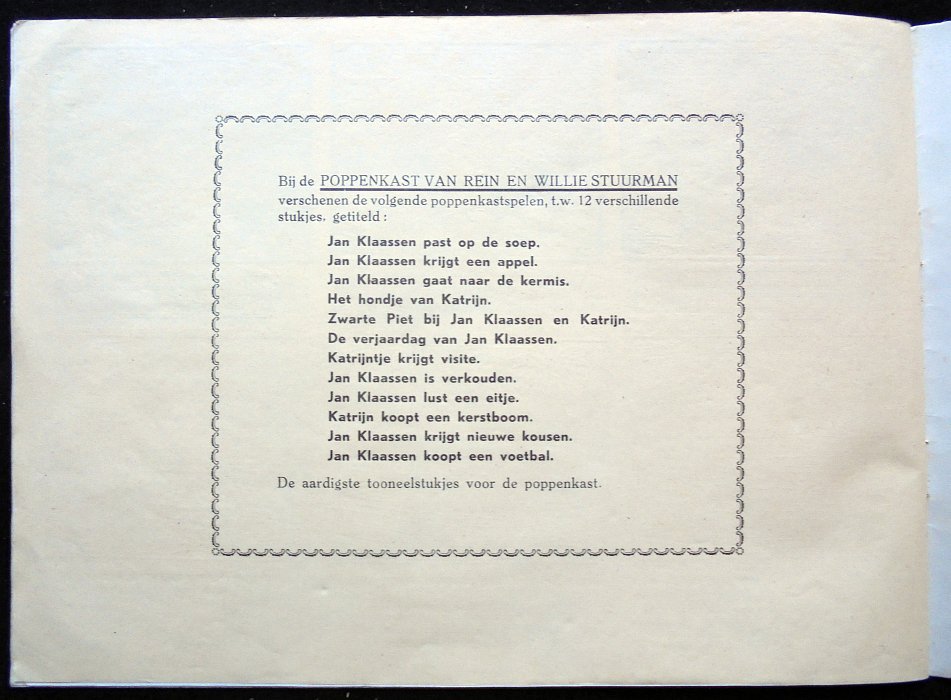 Bij de POPPENKAST VAN REIN EN WILLIE STUURMAN
verschenen de volgende poppenkastspelen, t.w. 12 verschillende
stukjes. getiteld :
Jan Klaassen past op de soep.
Jan Klaassen krijgt een appel.
Jan Klaassen gaat naar de kermis.
Het hondje van Katrijn.
Zwarte Piet bij Jan Klaassen en Katrijn.
De verjaardag van Jan Klaassen.
Katrijntje krijgt visite.
Jan Klaassen is verkouden.
Jan Klaassen lust een eitje.
Katrijn koopt een kerstboom.
Jan Klaassen krijgt nieuwe kousen.
Jan Klaassen koopt een voetbal.
De aardigste tooneelstukjes voor de poppenkast.